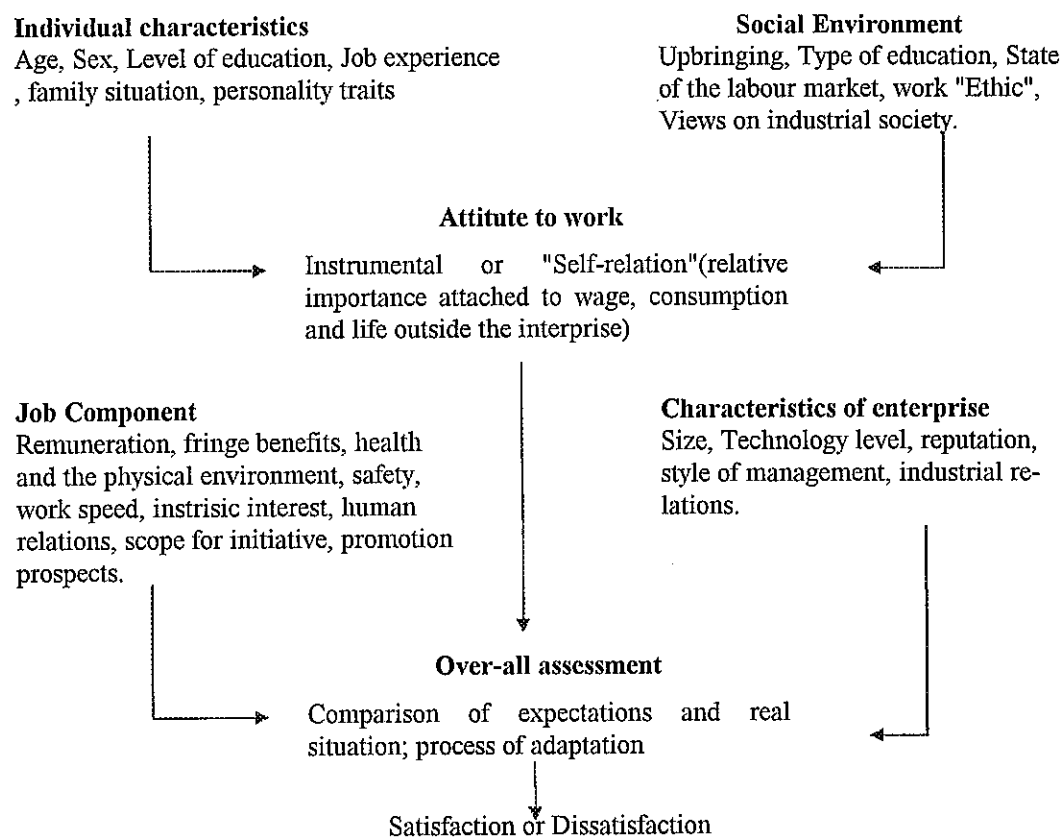 Individual characteristics
Age, Sex, Level of education, Job experience
, family situation, personality traits
Social Environment
Upbringing, Type of education, State
of the labour market, work "Ethic",
Views on industrial society.
Attitute to work
Instrumental or "Self-relation"(relative
importance attached to wage, consumption
and life outside the interprise)
Job Component
Remuneration, fringe benefits, health
and the physical environment, safety,
work speed, instrisic interest, human
relations, scope for initiative, promotion
prospects.
Characteristics of enterprise
Size, Technology level, reputation,
style of management, industrial re-
lations.
Over-all assessment
Comparison of expectations and real
situation; process of adaptation
Satisfaction or Dissatisfaction